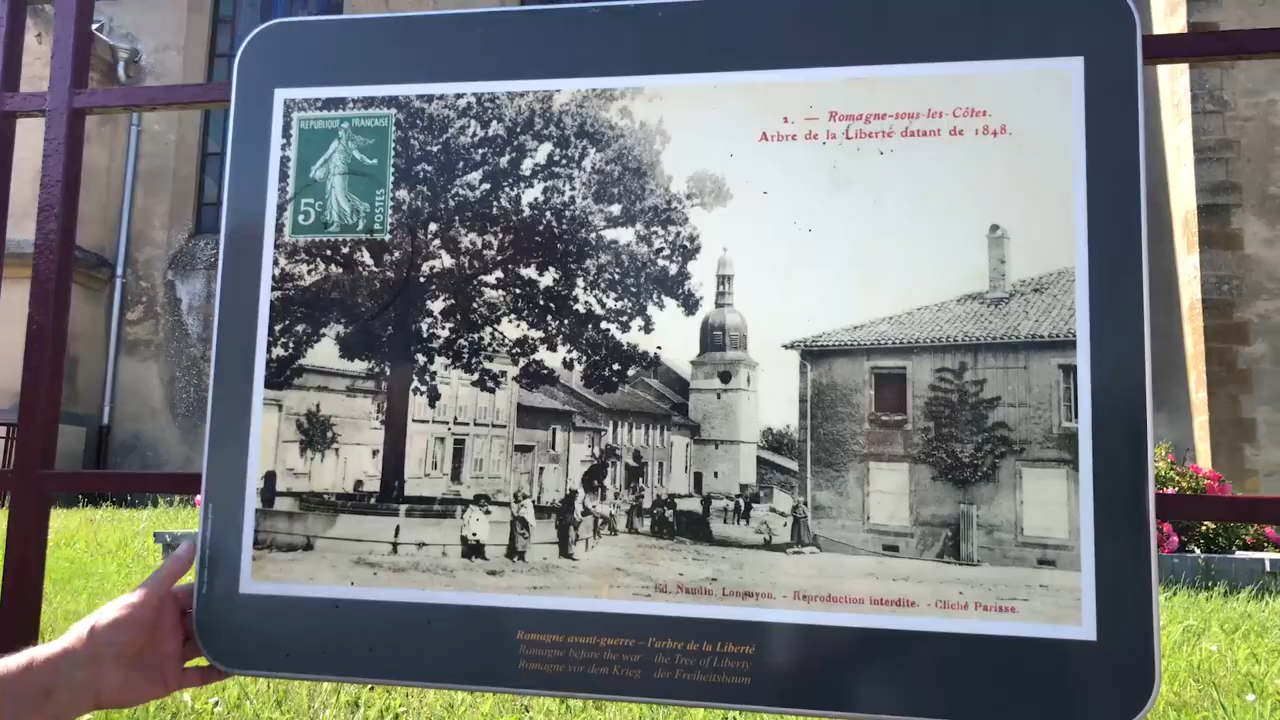 REPUBLIQUE FRANÇAISE
5c
POSTES
2. — Romagne-sous-les-Côtes.
Arbre de la Liberté datant de 1848.
Ed. Naudin, Longuyon. - Reproduction interdite. - Cliché Parisse.
Romagne avant-guerre – l'arbre de la Liberté
Romagne before the war – the Tree of Liberty
Romagne vor dem Krieg – der Freiheitsbaum